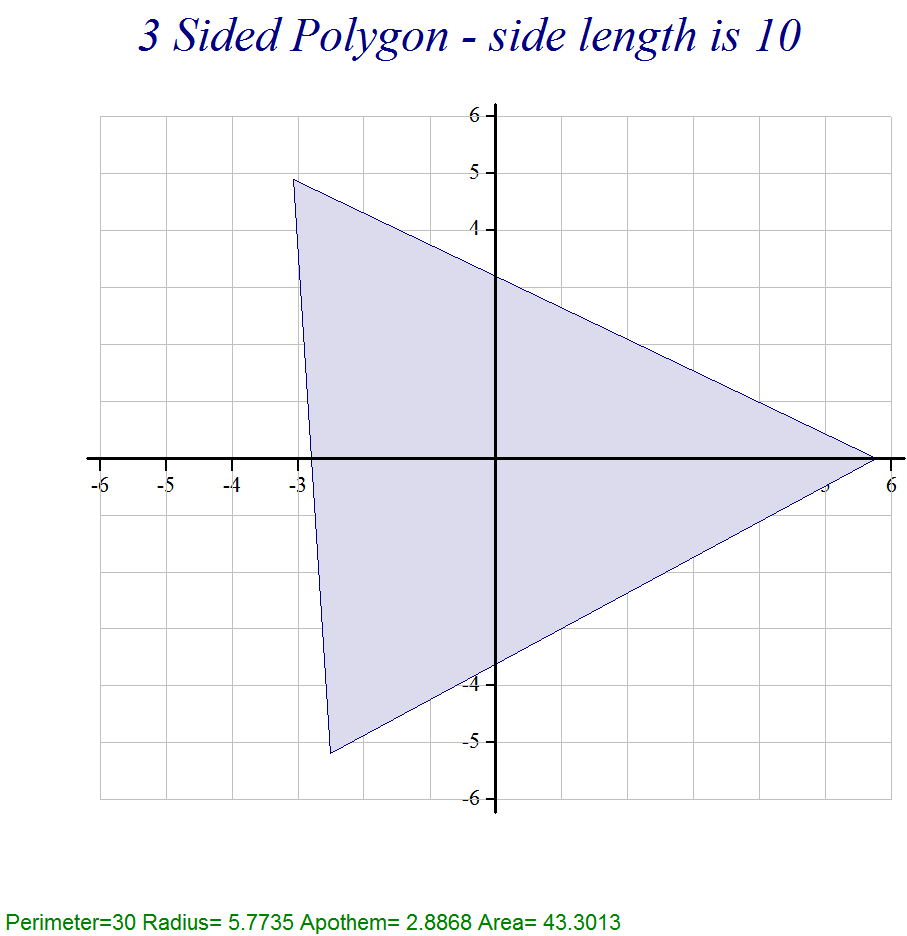 3 Sided Polygon - side length is 10
6
5
4
-6 -5 -4 -3 5 6
-4
-5
-6
Perimeter=30 Radius= 5.7735 Apothem= 2.8868 Area= 43.3013